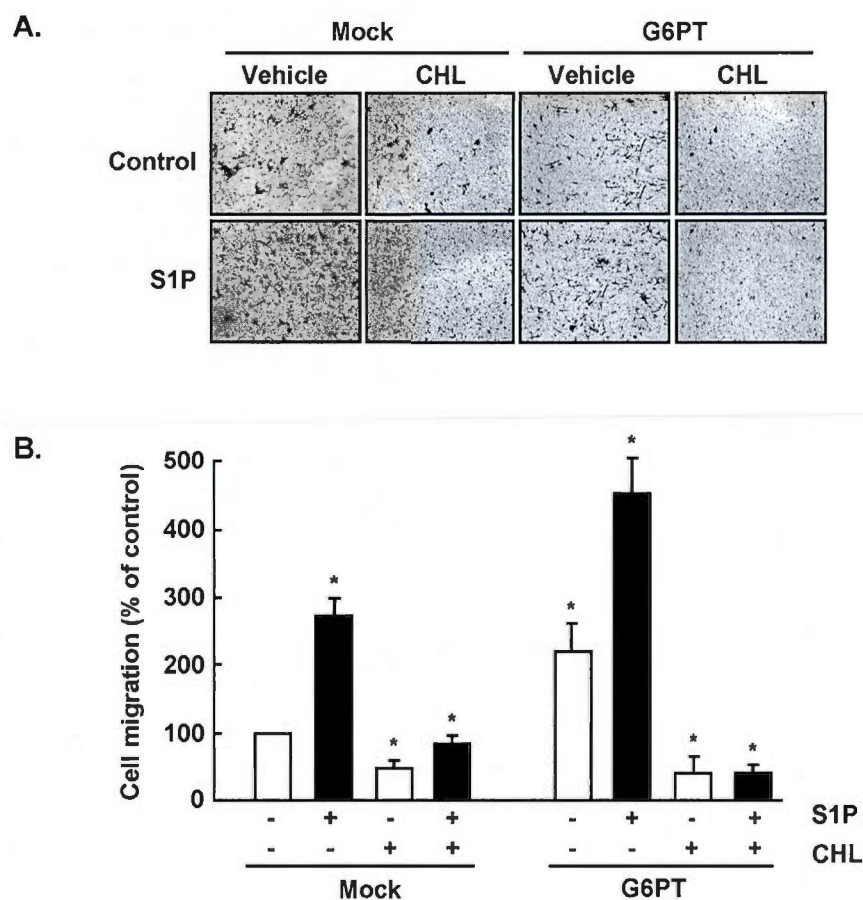 A.
Mock G6PT
Vehicle CHL Vehicle CHL
Control
S1P
B.
Cell migration (% of control)
500
400
300
200
100
0
* * * * * * *
- + - + - + - + S1P
- - + + - - + + CHL
Mock G6PT